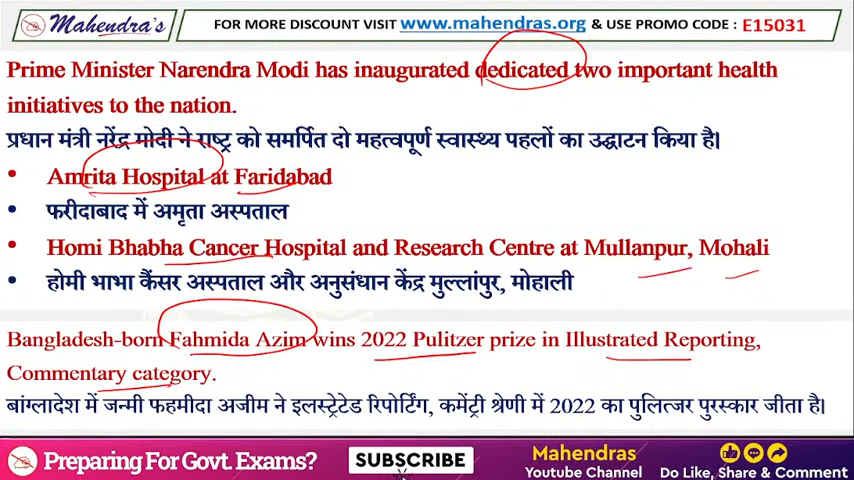 Mahendra's
FOR MORE DISCOUNT VISIT www.mahendras.org & USE PROMO CODE : E15031
Prime Minister Narendra Modi has inaugurated dedicated two important health
initiatives to the nation.
प्रधान मंत्री नरेंद्र मोदी ने राष्ट्र को समर्पित दो महत्वपूर्ण स्वास्थ्य पहलों का उद्घाटन किया है।
• Amrita Hospital at Faridabad
• फरीदाबाद में अमृता अस्पताल
• Homi Bhabha Cancer Hospital and Research Centre at Mullanpur, Mohali
• होमी भाभा कैंसर अस्पताल और अनुसंधान केंद्र मुल्लांपुर, मोहाली
Bangladesh-born Fahmida Azim wins 2022 Pulitzer prize in Illustrated Reporting,
Commentary category.
बांग्लादेश में जन्मी फहमीदा अजीम ने इलस्ट्रेटेड रिपोर्टिंग, कमेंट्री श्रेणी में 2022 का पुलित्जर पुरस्कार जीता है।
Preparing For Govt. Exams?
SUBSCRIBE
Mahendras
Youtube Channel
Do Like, Share & Comment